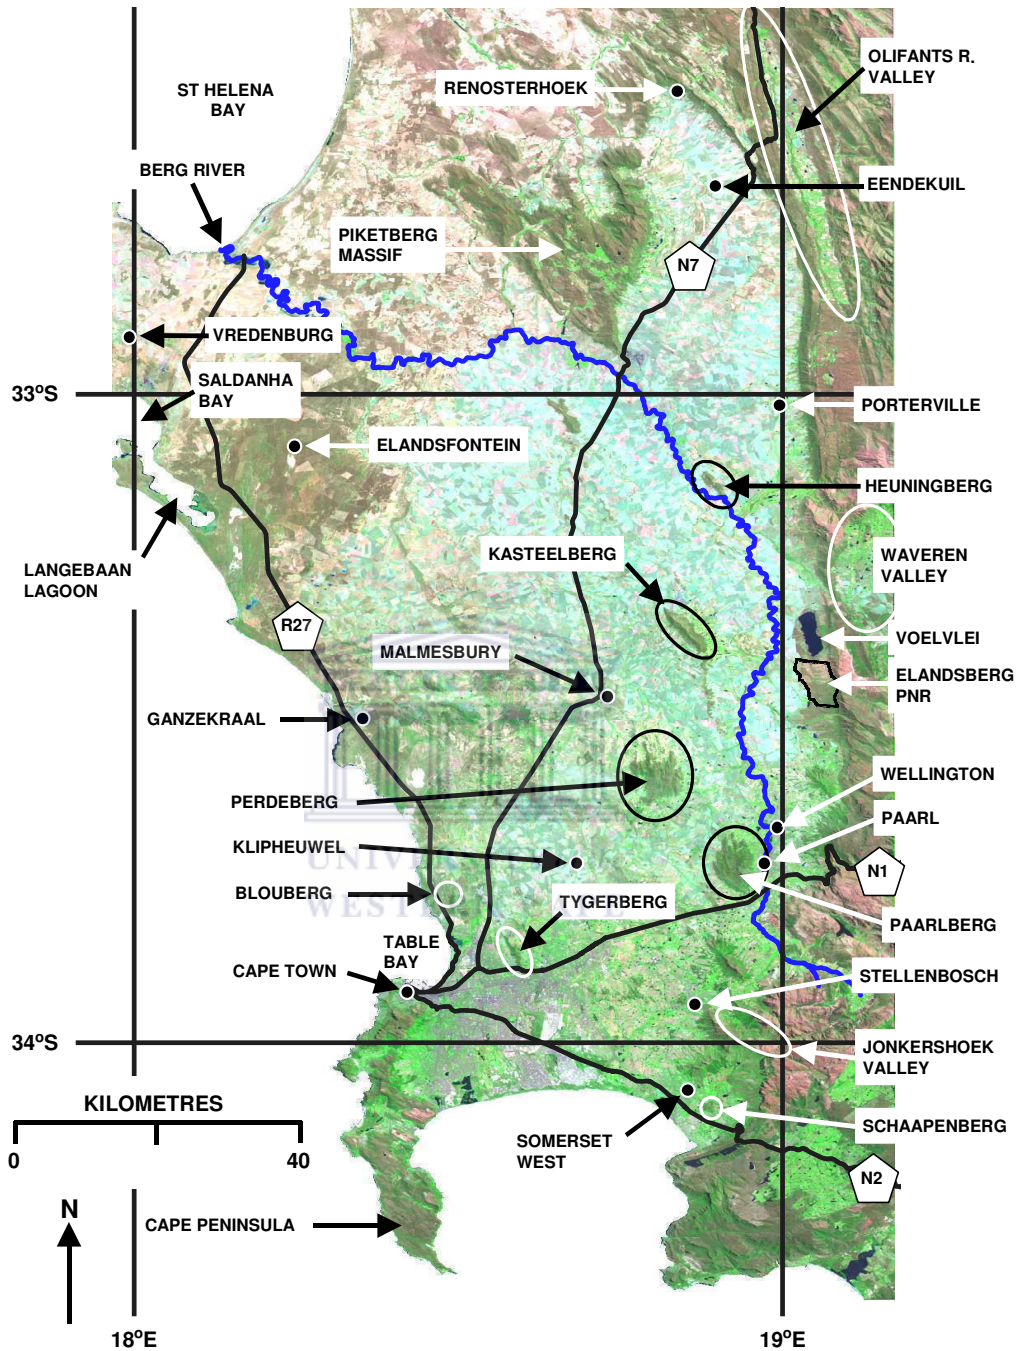 OLIFANTS R.
VALLEY
RENOSTERHOEK
ST HELENA
BAY
BERG RIVER
EENDEKUIL
PIKETBERG
MASSIF
N7
VREDENBURG
SALDANHA
BAY
33°S
PORTERVILLE
ELANDSFONTEIN
HEUNINGBERG
KASTEELBERG
WAVEREN
VALLEY
LANGEBAAN
LAGOON
R27
VOELVLEI
MALMESBURY
ELANDSBERG
PNR
GANZEKRAAL
WELLINGTON
PERDEBERG
PAARL
KLIPHEUWEL
N1
BLOUBERG
TYGERBERG
PAARLBERG
TABLE
BAY
CAPE TOWN
STELLENBOSCH
34°S
JONKERSHOEK
VALLEY
KILOMETRES
SCHAAPENBERG
SOMERSET
WEST
0 40
N2
N
CAPE PENINSULA
18°E 19°E